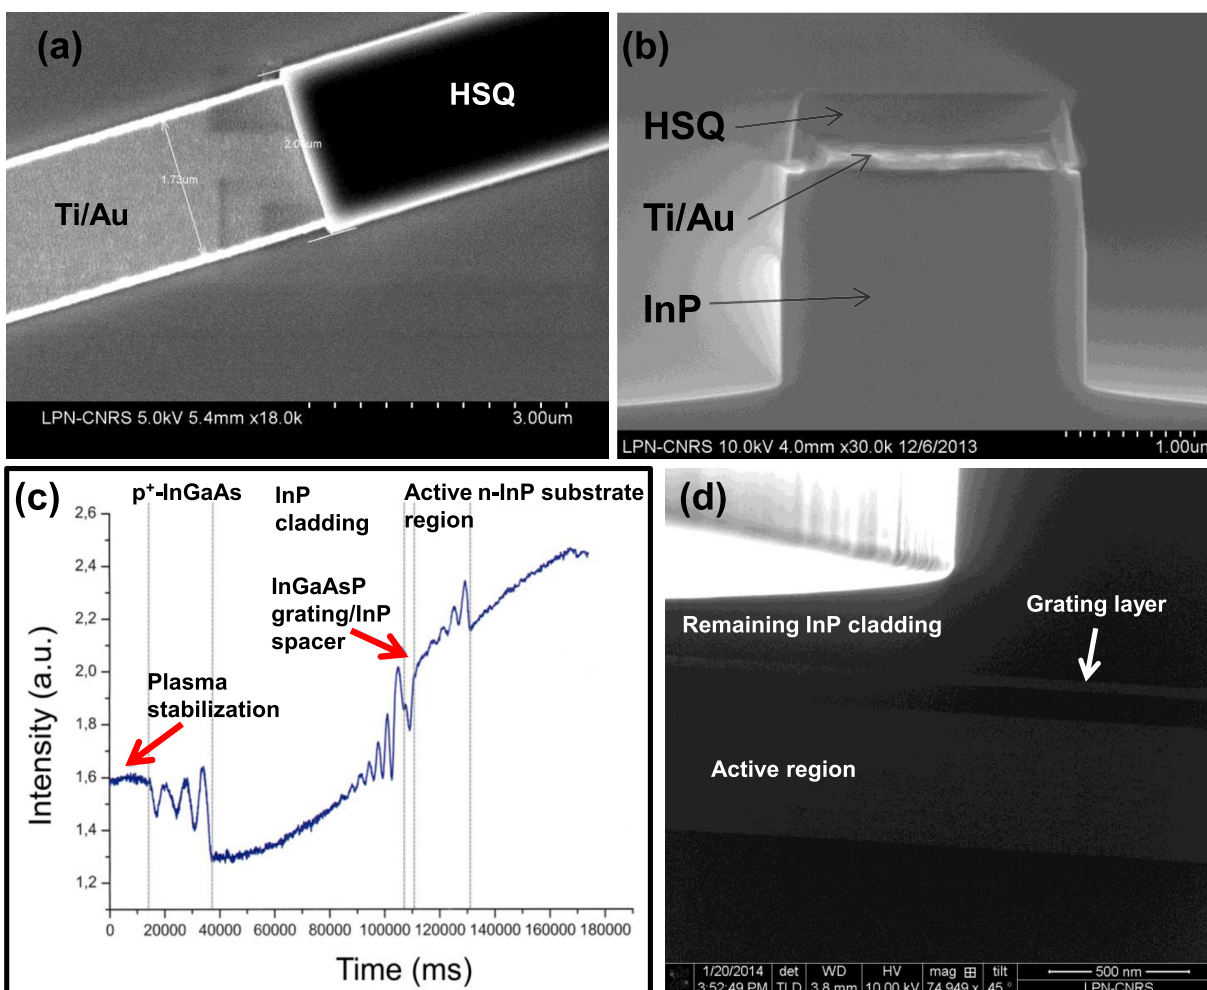 (a)
HSQ
2.00um
1.73um
Ti/Au
LPN-CNRS 5.0kV 5.4mm x18.0k 3.00um
(b)
HSQ
Ti/Au
InP
LPN-CNRS 10.0kV 4.0mm x30.0k 12/6/2013 1.00um
(c)
p+-InGaAs
InP
cladding
Active n-InP substrate
region
InGaAsP
grating/InP
spacer
Plasma
stabilization
Intensity (a.u.)
2,6
2,4
2,2
2,0
1,8
1,6
1,4
1,2
0 20000 40000 60000 80000 100000 120000 140000 160000 180000
Time (ms)
(d)
Grating layer
Remaining InP cladding
Active region
1/20/2014 det WD HV mag tilt 500 nm
3:52:49 PM TLD 3.8 mm 10.00 kV 74,949 x 45 ° LPN-CNRS